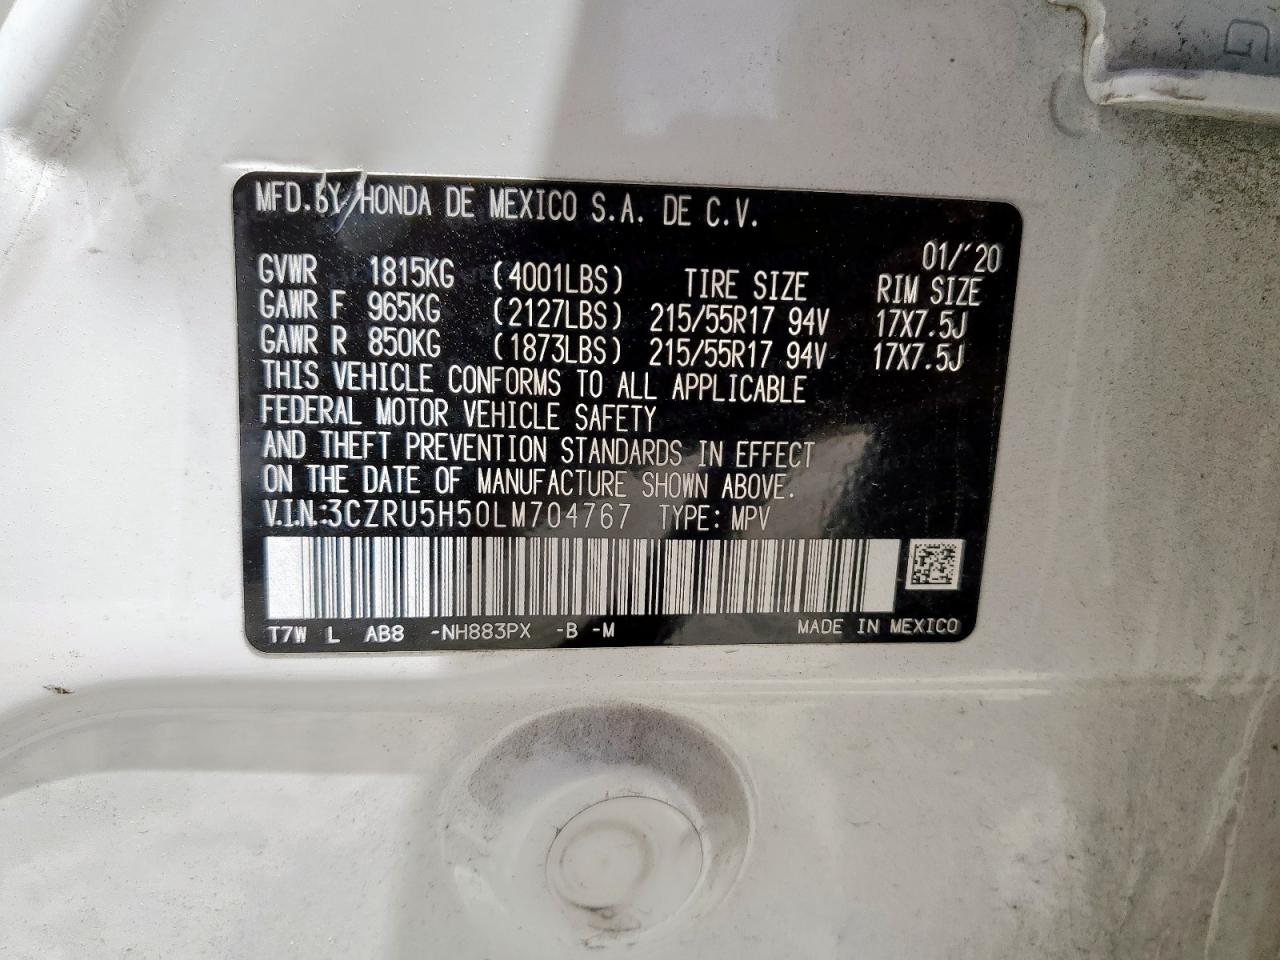 MFD. BY HONDA DE MEXICO S.A. DE C.V.
01/'20
GVWR 1815KG (4001LBS) TIRE SIZE RIM SIZE
GAWR F 965KG (2127LBS) 215/55R17 94V 17X7.5J
GAWR R 850KG (1873LBS) 215/55R17 94V 17X7.5J
THIS VEHICLE CONFORMS TO ALL APPLICABLE
FEDERAL MOTOR VEHICLE SAFETY
AND THEFT PREVENTION STANDARDS IN EFFECT
ON THE DATE OF MANUFACTURE SHOWN ABOVE.
V.I.N.:3CZRU5H50LM704767 TYPE: MPV
T7W L AB8 -NH883PX -B -M MADE IN MEXICO